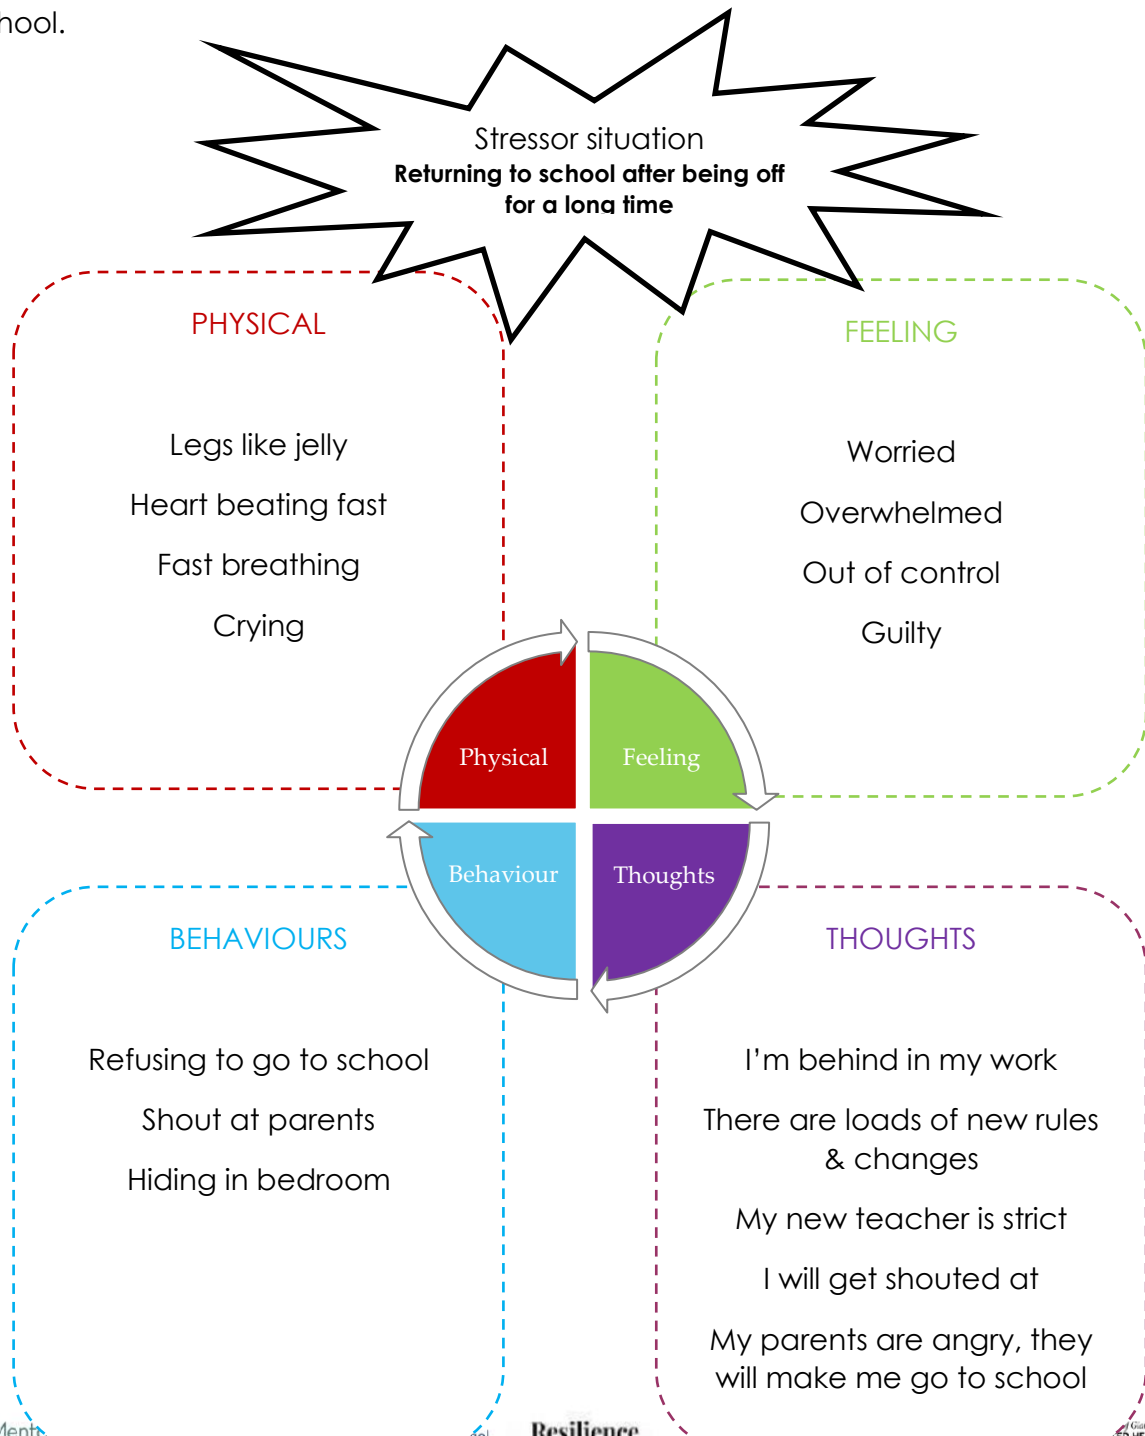 hool.
Stressor situation
Returning to school after being off
for a long time
PHYSICAL
Legs like jelly
Heart beating fast
Fast breathing
Crying
FEELING
Worried
Overwhelmed
Out of control
Guilty
Physical
Feeling
Behaviour
Thoughts
BEHAVIOURS
Refusing to go to school
Shout at parents
Hiding in bedroom
THOUGHTS
I'm behind in my work
There are loads of new rules
& changes
My new teacher is strict
I will get shouted at
My parents are angry, they
will make me go to school
Resilience